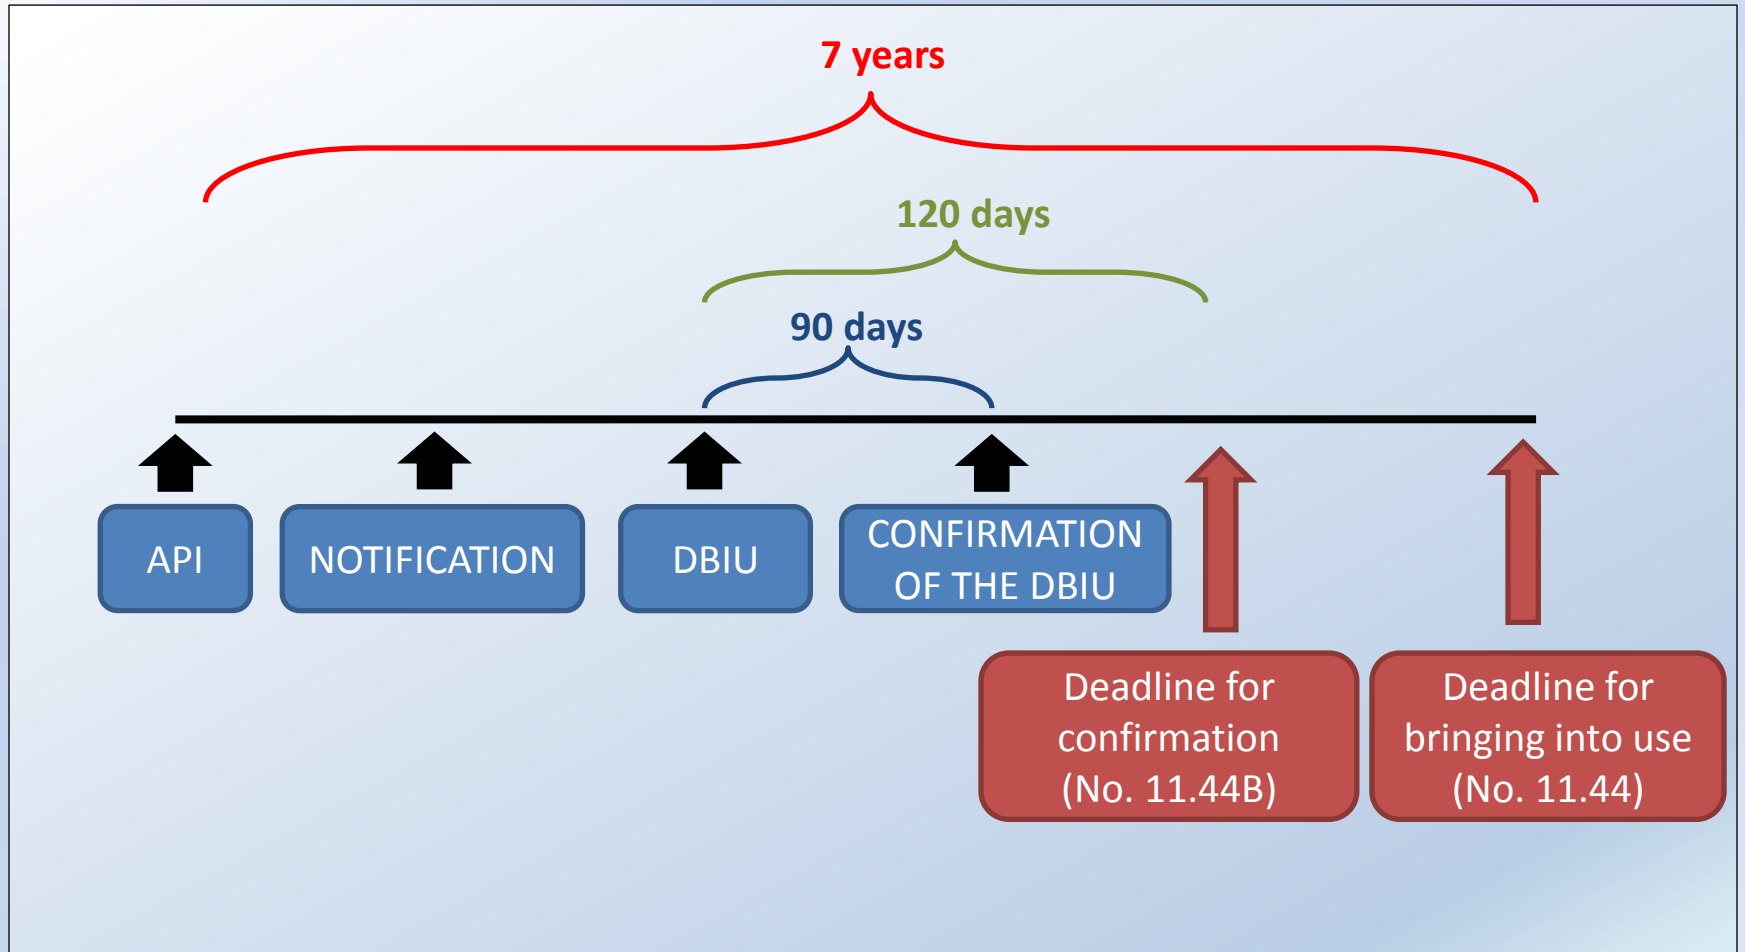 7 years
120 days
90 days
API
NOTIFICATION
DBIU
CONFIRMATION
OF THE DBIU
Deadline for
confirmation
(No. 11.44B)
Deadline for
bringing into use
(No. 11.44)